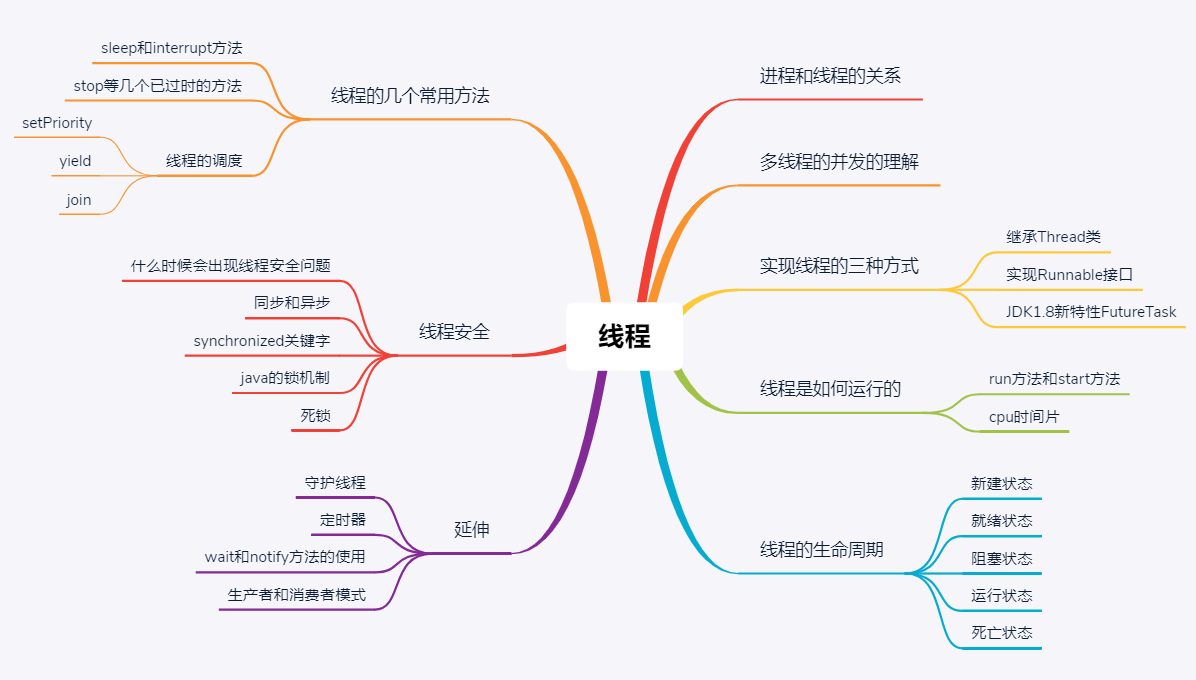 线程
进程和线程的关系
多线程的并发的理解
实现线程的三种方式
继承Thread类
实现Runnable接口
JDK1.8新特性FutureTask
线程是如何运行的
run方法和start方法
cpu时间片
线程的生命周期
新建状态
就绪状态
阻塞状态
运行状态
死亡状态
线程的几个常用方法
sleep和interrupt方法
stop等几个已过时的方法
线程的调度
setPriority
yield
join
线程安全
什么时候会出现线程安全问题
同步和异步
synchronized关键字
java的锁机制
死锁
延伸
守护线程
定时器
wait和notify方法的使用
生产者和消费者模式